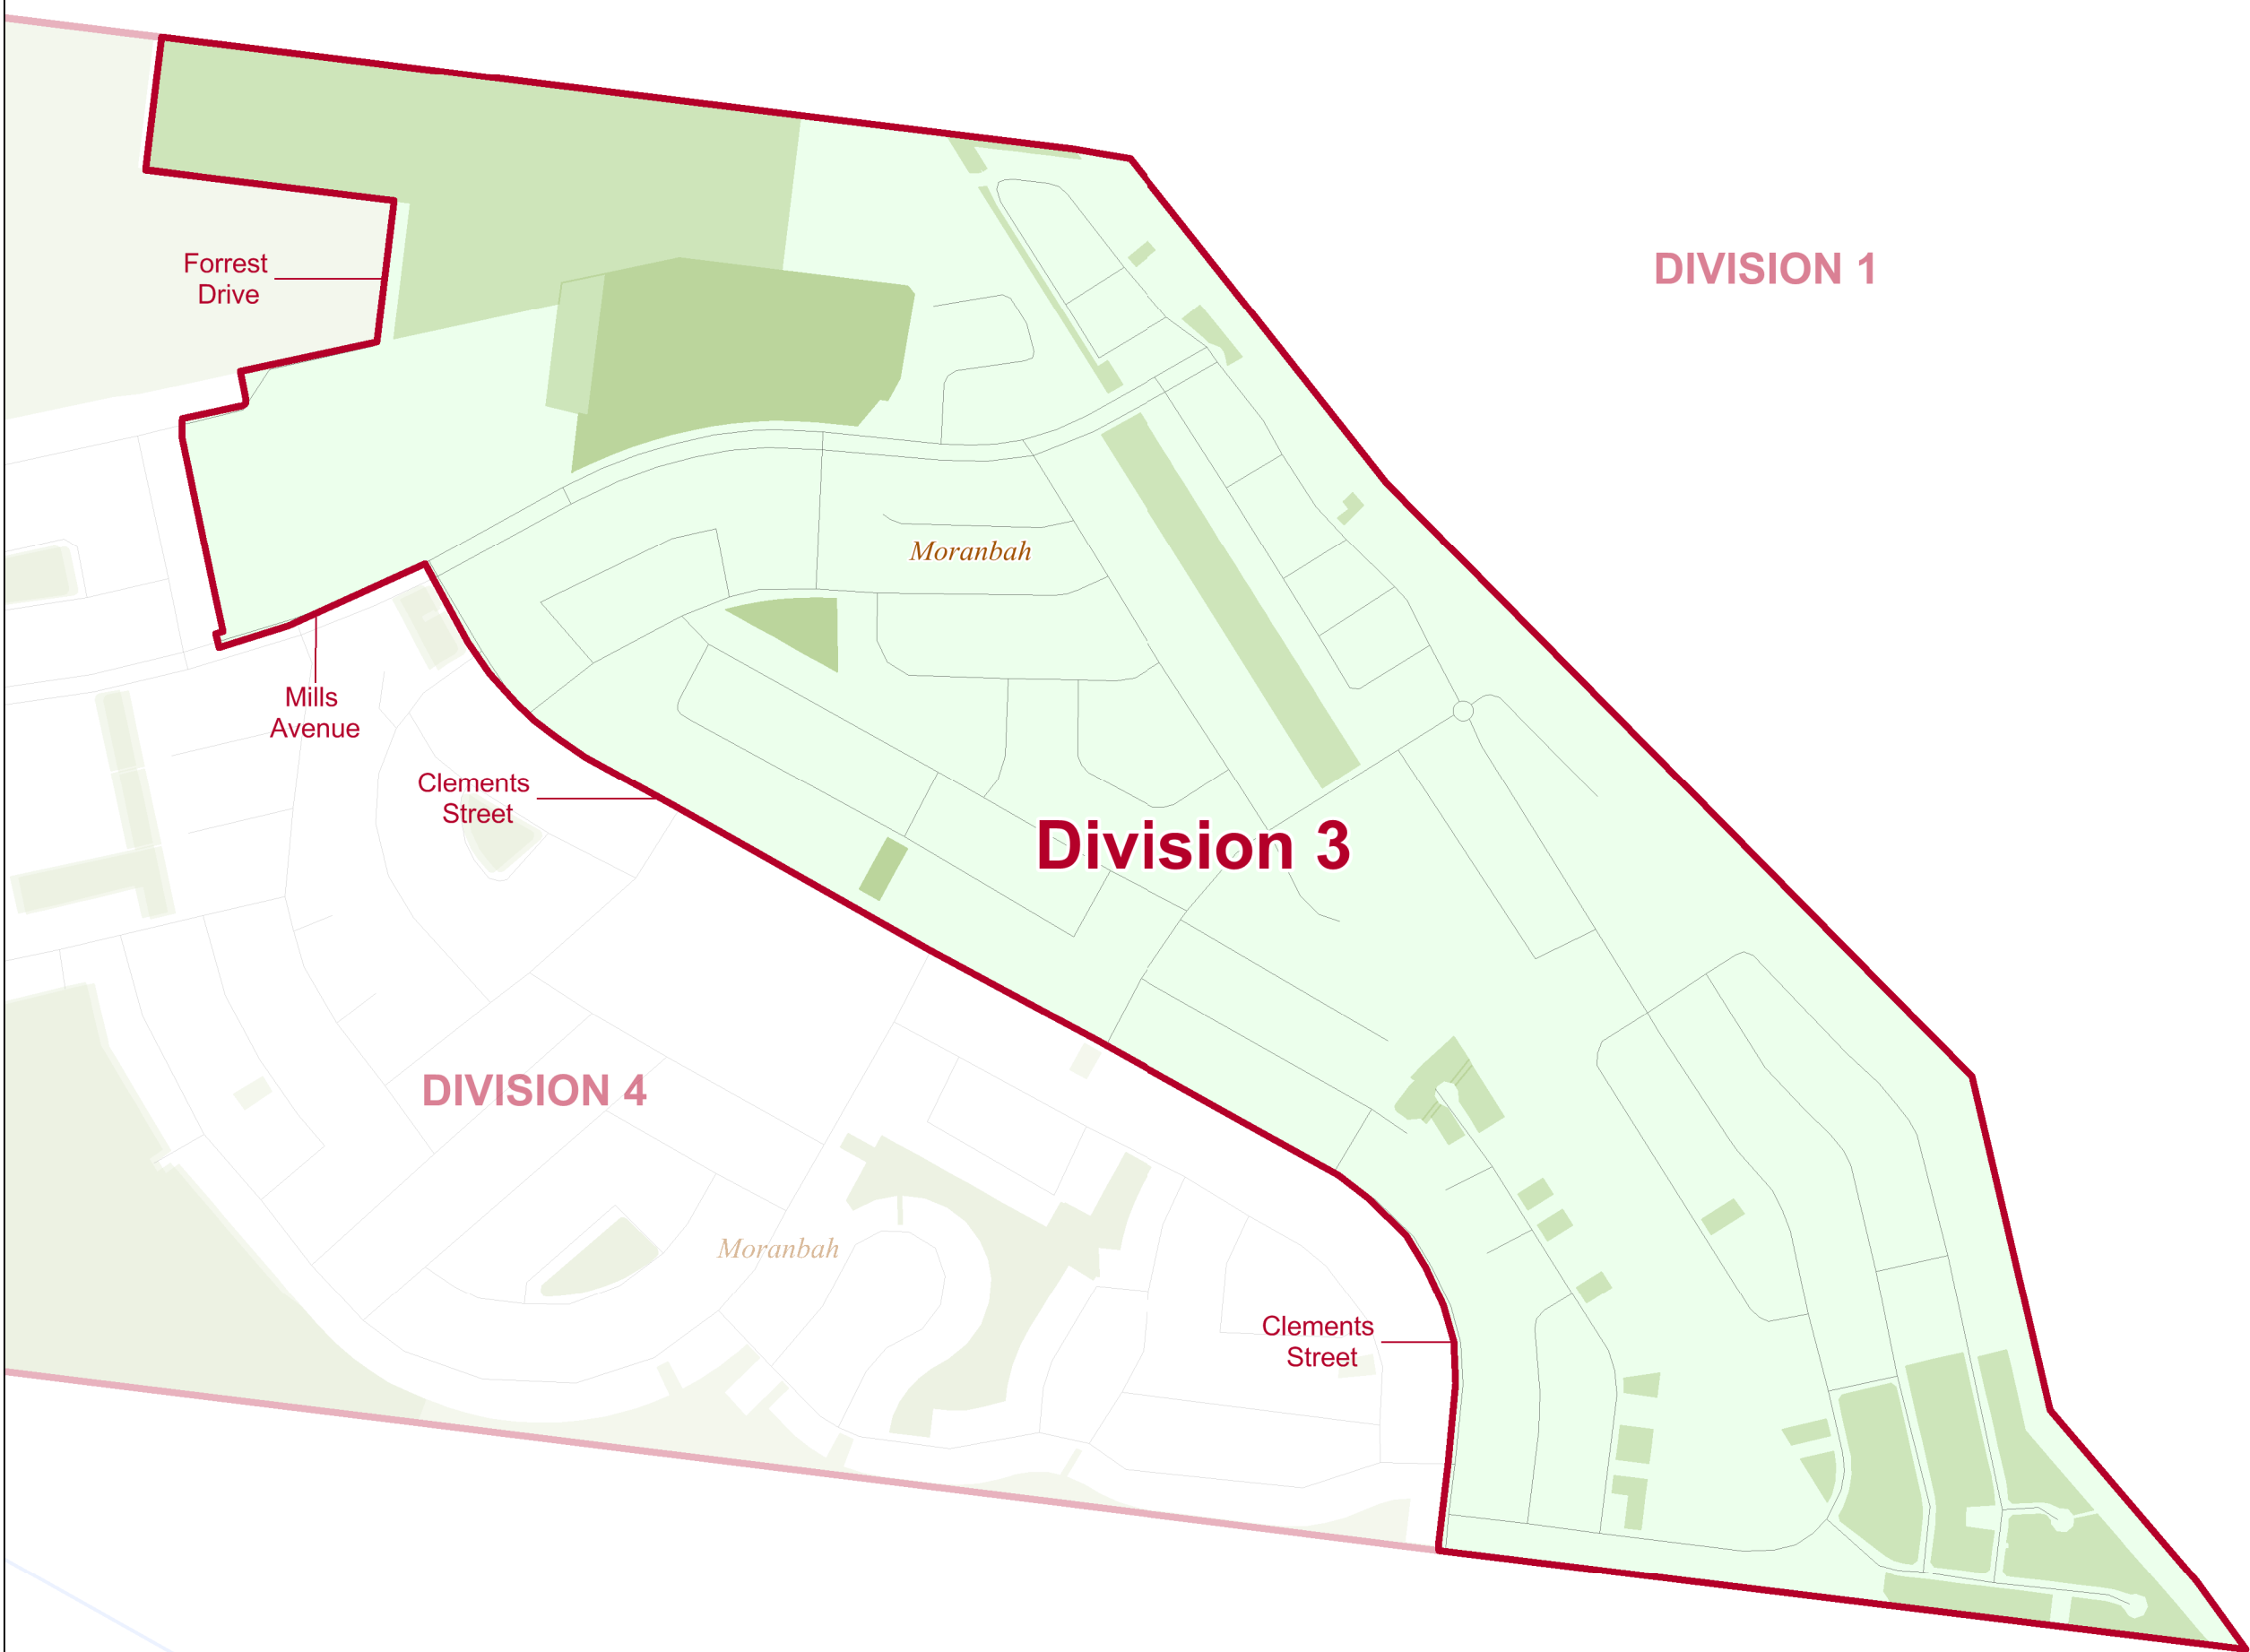 Forrest
Drive
DIVISION 1
Moranbah
Mills
Avenue
Clements
Street
Division 3
DIVISION 4
Moranbah
Clements
Street